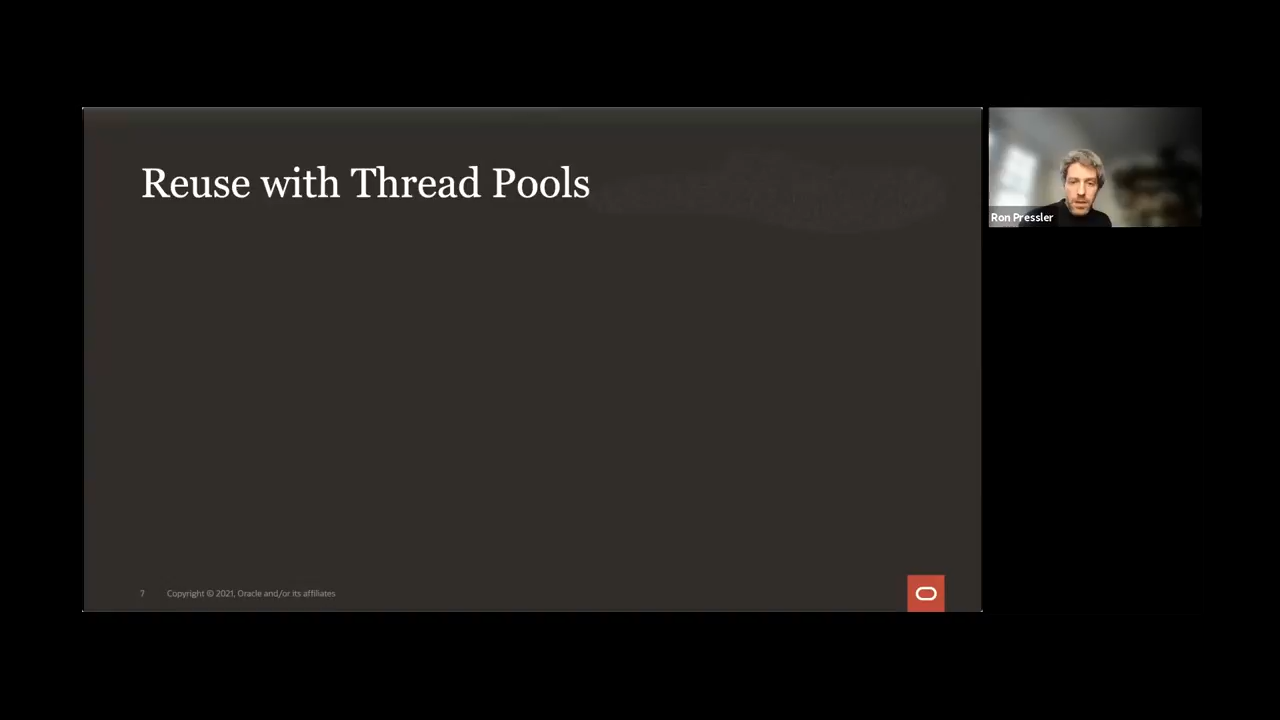 Reuse with Thread Pools
Ron Pressler
7 Copyright © 2021, Oracle and/or its affiliates